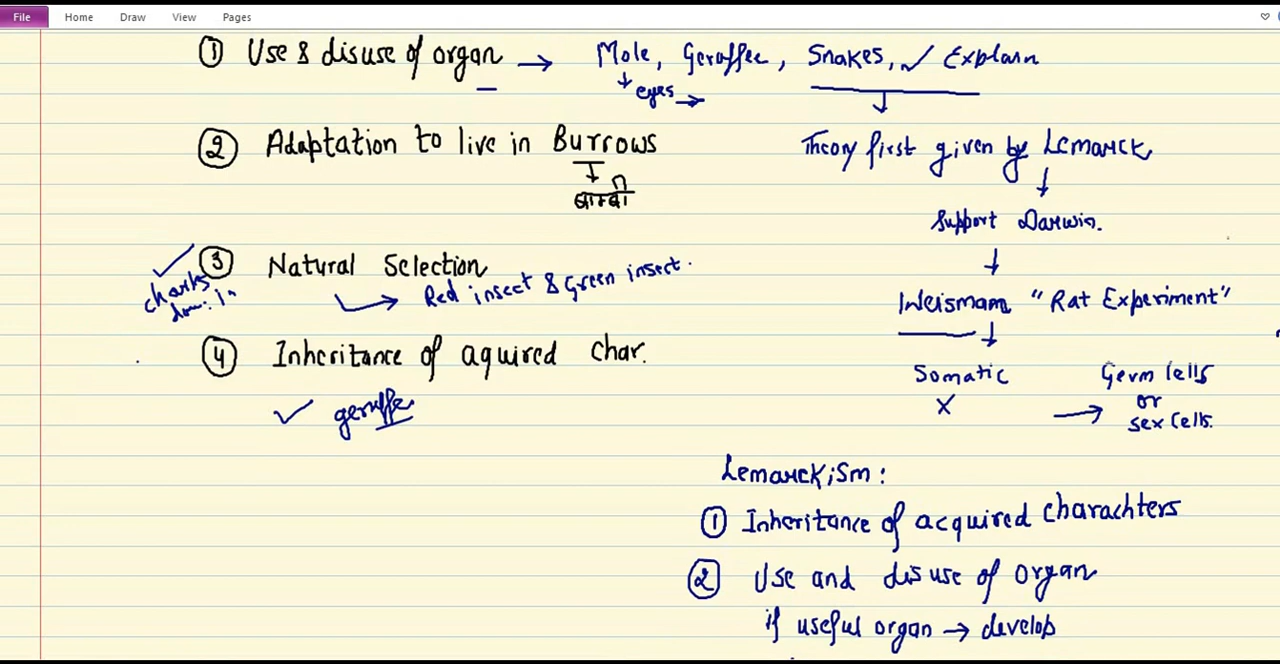 File Home Draw View Pages
① Use & disuse of organ → Mole, Geraffee, Snakes, ✓ Explain
↓ eyes →
② Adaptation to live in Burrows
③ Natural Selection
→ Red insect & Green insect.
④ Inheritance of aquired char.
✓ geraffe
Theory first given by Lemarck
Support Darwin.
Weismann "Rat Experiment"
Somatic
X
→ Germ cells
or
sex cells.
Lemarckism:
① Inheritance of acquired charachters
② Use and disuse of organ
if useful organ → develop